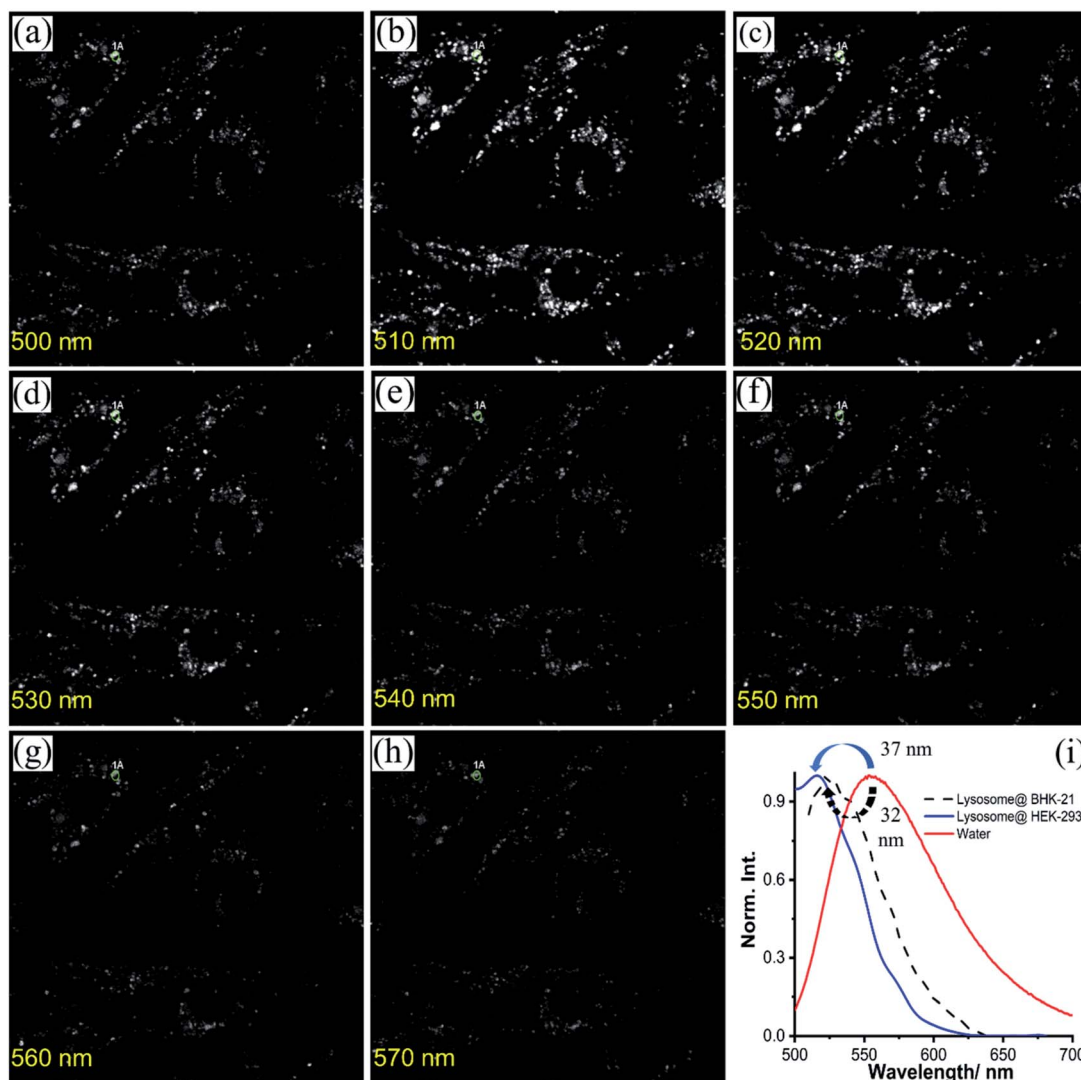 (a)
1A
500 nm
(b)
1A
510 nm
(c)
1A
520 nm
(d)
1A
530 nm
(e)
1A
540 nm
(f)
1A
550 nm
(g)
1A
560 nm
(h)
1A
570 nm
(i)
37 nm
32
nm
Lysosome@ BHK-21
Lysosome@ HEK-293
Water
Norm. Int.
0.9
0.6
0.3
0.0
500 550 600 650 700
Wavelength/ nm